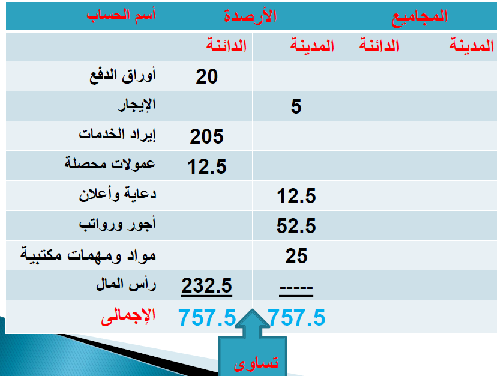 المجاميع الأرصدة اسم الحساب
المدينة الدائنة المدينة الدائنة
20 أوراق الدفع
5 الإيجار
205 إيراد الخدمات
12.5 عمولات محصلة
12.5 دعاية وأعلان
52.5 أجور ورواتب
25 مواد ومهمات مكتبية
----- 232.5 رأس المال
757.5 757.5 الإجمالى
تساوى